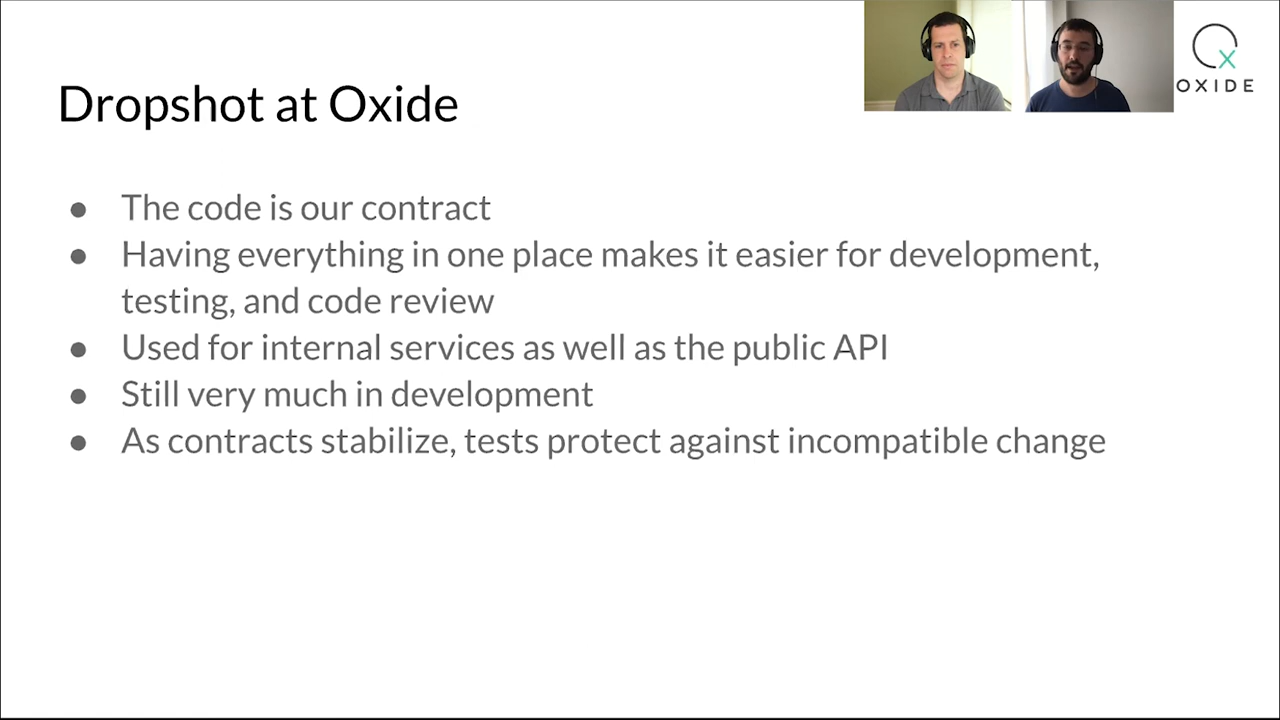 Dropshot at Oxide
OXIDE
● The code is our contract
● Having everything in one place makes it easier for development,
testing, and code review
● Used for internal services as well as the public API
● Still very much in development
● As contracts stabilize, tests protect against incompatible change